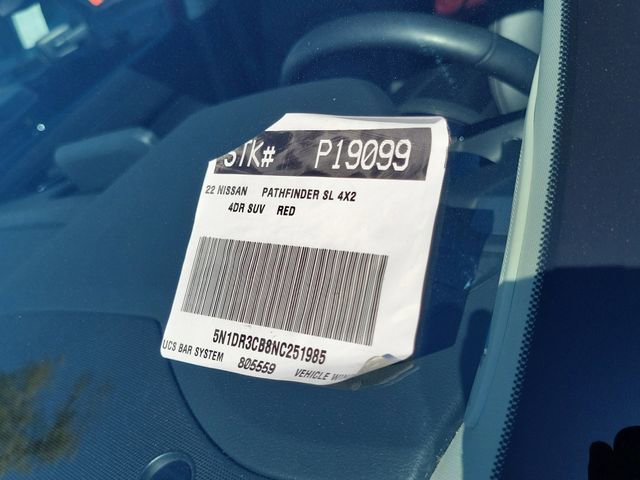 STK# P19099
22 NISSAN PATHFINDER SL 4X2
4DR SUV RED
5N1DR3CB8NC251985
UCS BAR SYSTEM 805559 VEHICLE